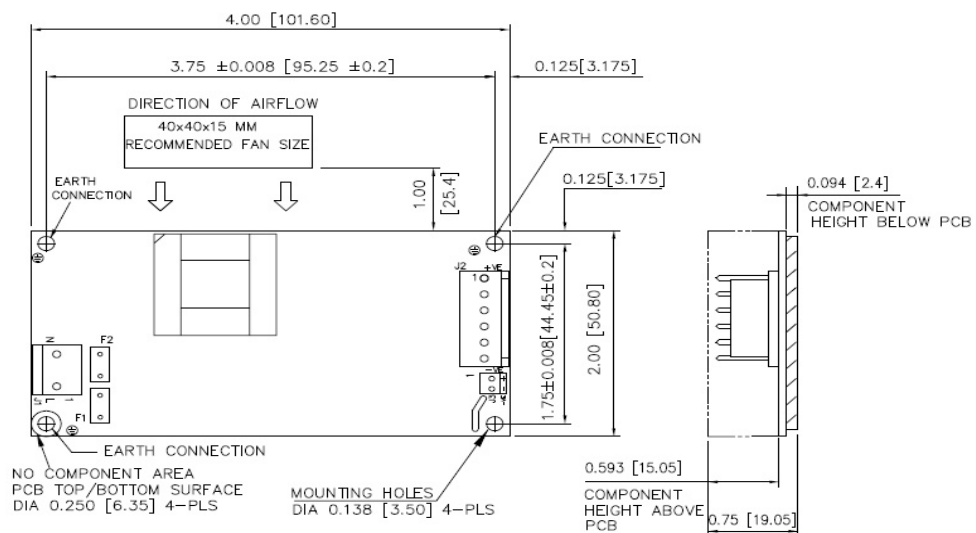 4.00 [101.60]
3.75 ±0.008 [95.25 ±0.2]
0.125[3.175]
DIRECTION OF AIRFLOW
40x40x15 MM
RECOMMENDED FAN SIZE
EARTH CONNECTION
EARTH
CONNECTION
1.00
[25.4]
0.125[3.175]
0.094 [2.4]
COMPONENT
HEIGHT BELOW PCB
J2
+VE
1
1.75±0.008[44.45±0.2]
2.00 [50.80]
N
F2
-VE
1
J3
+
-
J1
L
1
F1
EARTH CONNECTION
NO COMPONENT AREA
PCB TOP/BOTTOM SURFACE
DIA 0.250 [6.35] 4-PLS
MOUNTING HOLES
DIA 0.138 [3.50] 4-PLS
0.593 [15.05]
COMPONENT
HEIGHT ABOVE
PCB
0.75 [19.05]